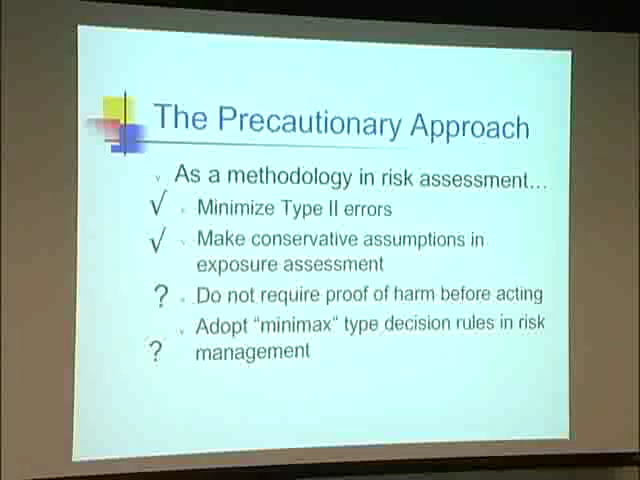 The Precautionary Approach
As a methodology in risk assessment...
√ Minimize Type II errors
√ Make conservative assumptions in
exposure assessment
? Do not require proof of harm before acting
Adopt "minimax" type decision rules in risk
? management